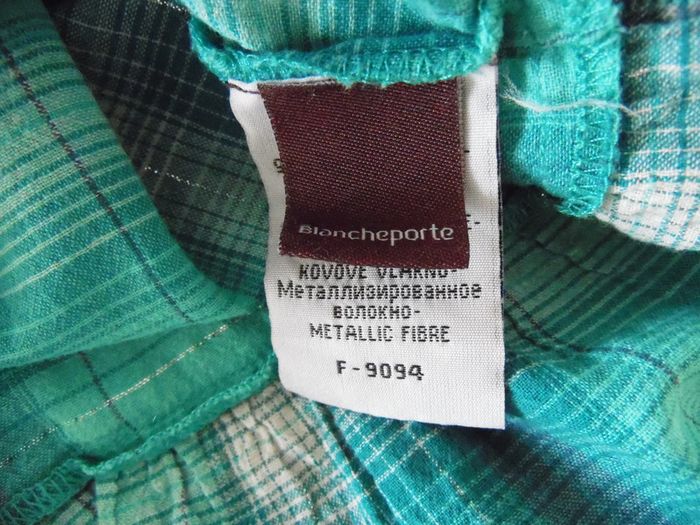 Blancheporte
KOVOVE VLAKNO-
Металлизированное
волокно-
METALLIC FIBRE
F-9094